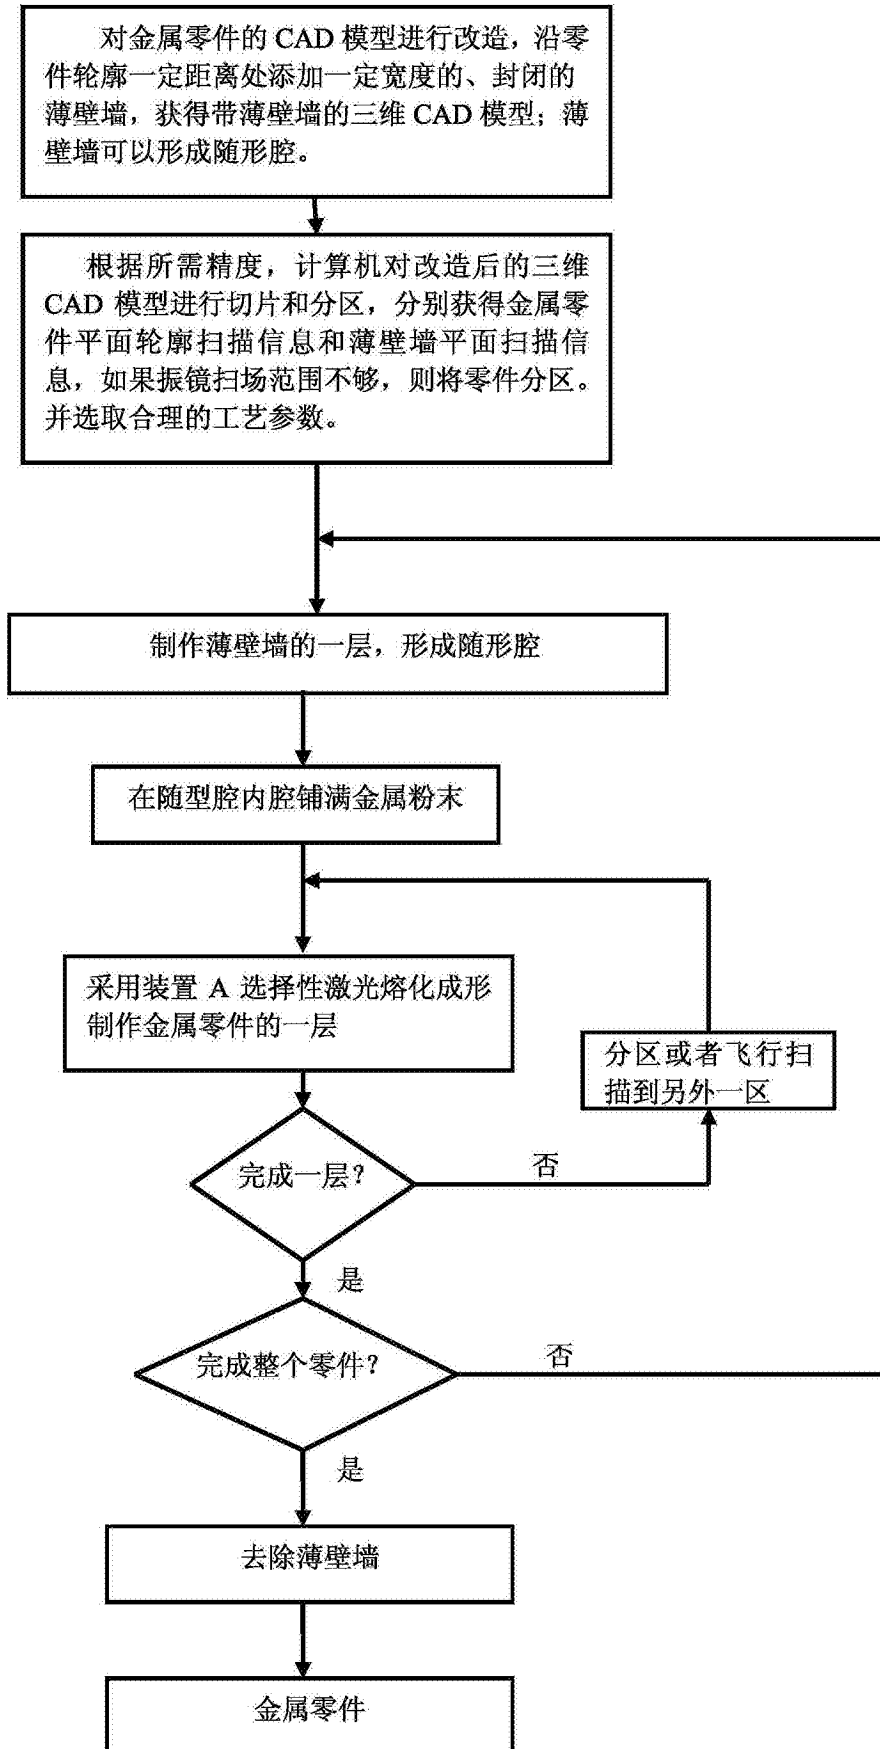 对金属零件的 CAD 模型进行改造，沿零
件轮廓一定距离处添加一定宽度的、封闭的
薄壁墙，获得带薄壁墙的三维 CAD 模型；薄
壁墙可以形成随形腔。
根据所需精度，计算机对改造后的三维
CAD 模型进行切片和分区，分别获得金属零
件平面轮廓扫描信息和薄壁墙平面扫描信
息，如果振镜扫场范围不够，则将零件分区。
并选取合理的工艺参数。
制作薄壁墙的一层，形成随形腔
在随型腔内腔铺满金属粉末
采用装置 A 选择性激光熔化成形
制作金属零件的一层
分区或者飞行扫
描到另外一区
完成一层？
否
是
完成整个零件？
否
是
去除薄壁墙
金属零件